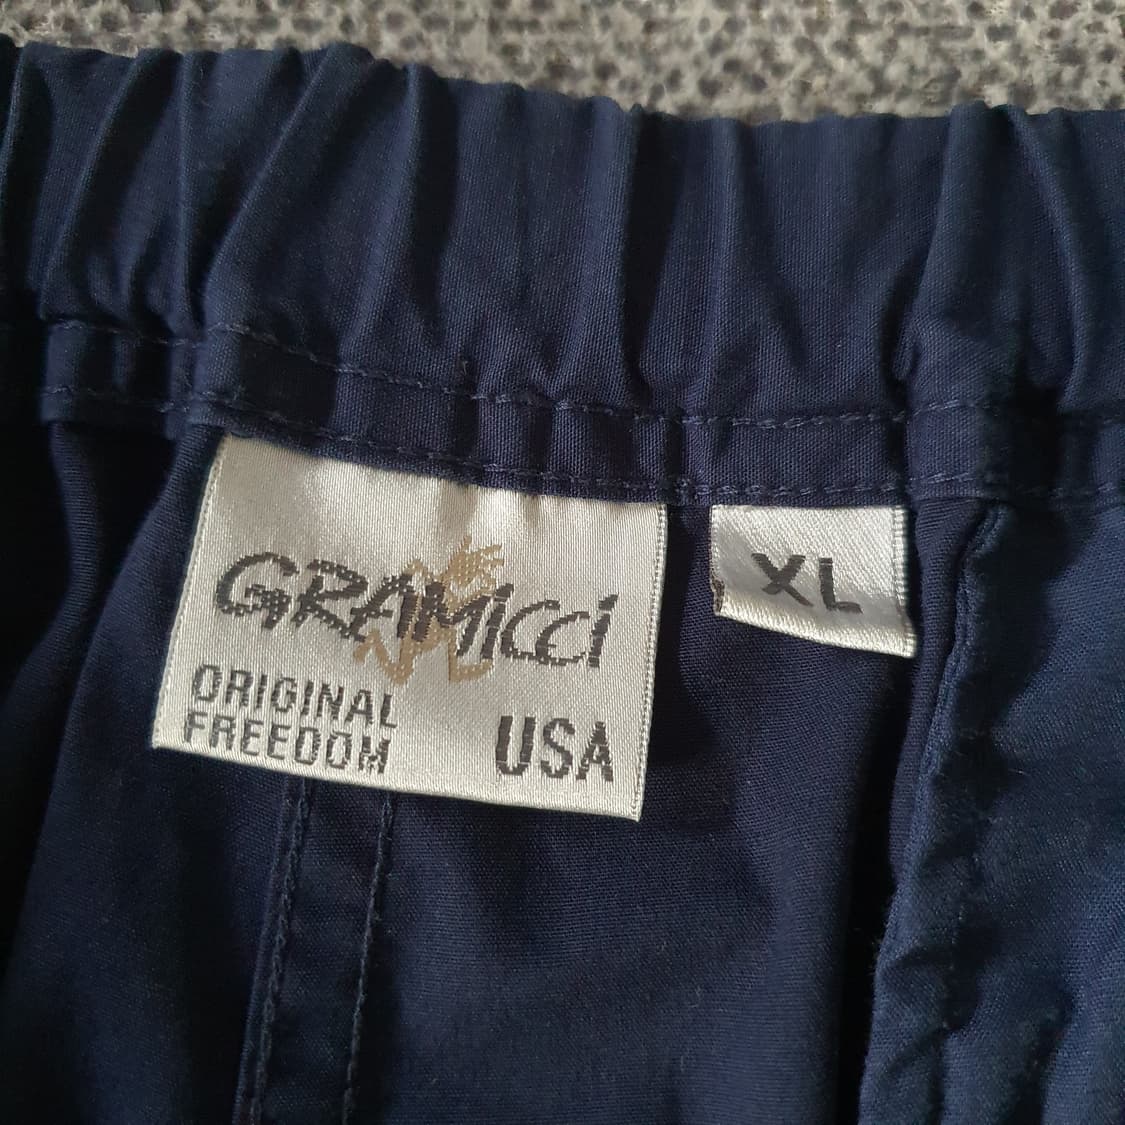 GRAMICCI
ORIGINAL
FREEDOM
USA
XL